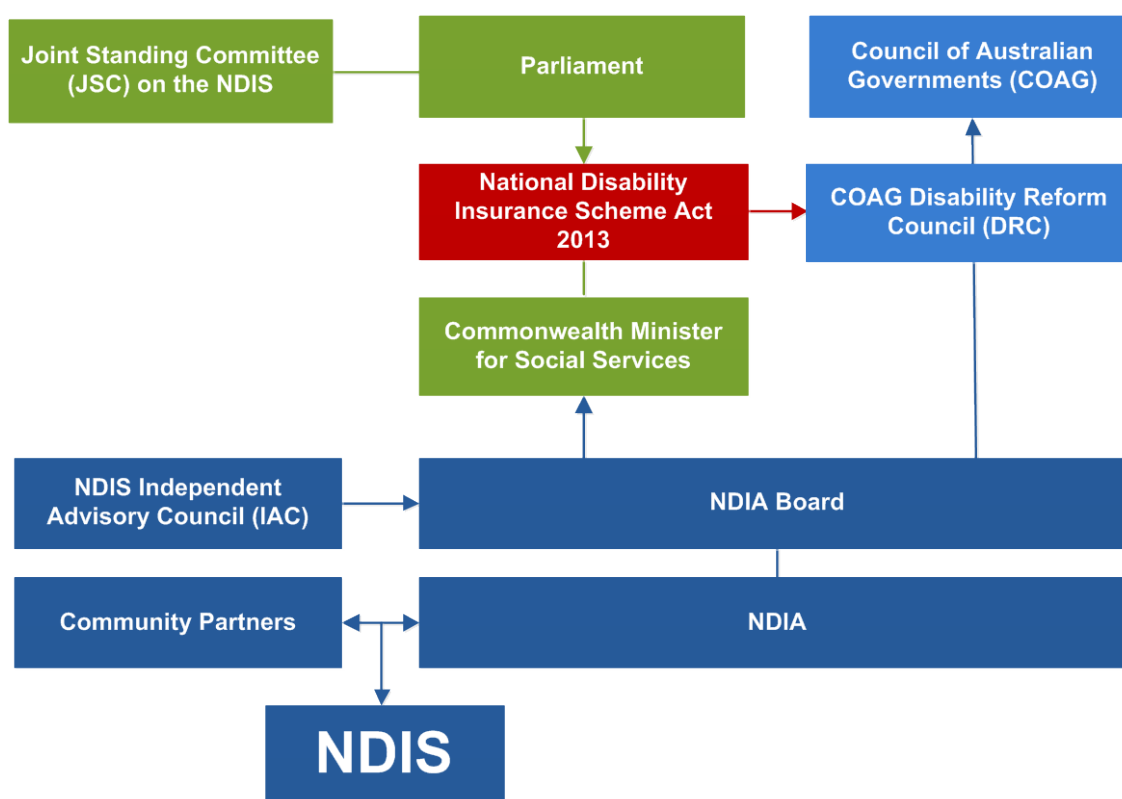 Joint Standing Committee
(JSC) on the NDIS
Parliament
Council of Australian
Governments (COAG)
National Disability
Insurance Scheme Act
2013
COAG Disability Reform
Council (DRC)
Commonwealth Minister
for Social Services
NDIS Independent
Advisory Council (IAC)
NDIA Board
Community Partners
NDIA
NDIS